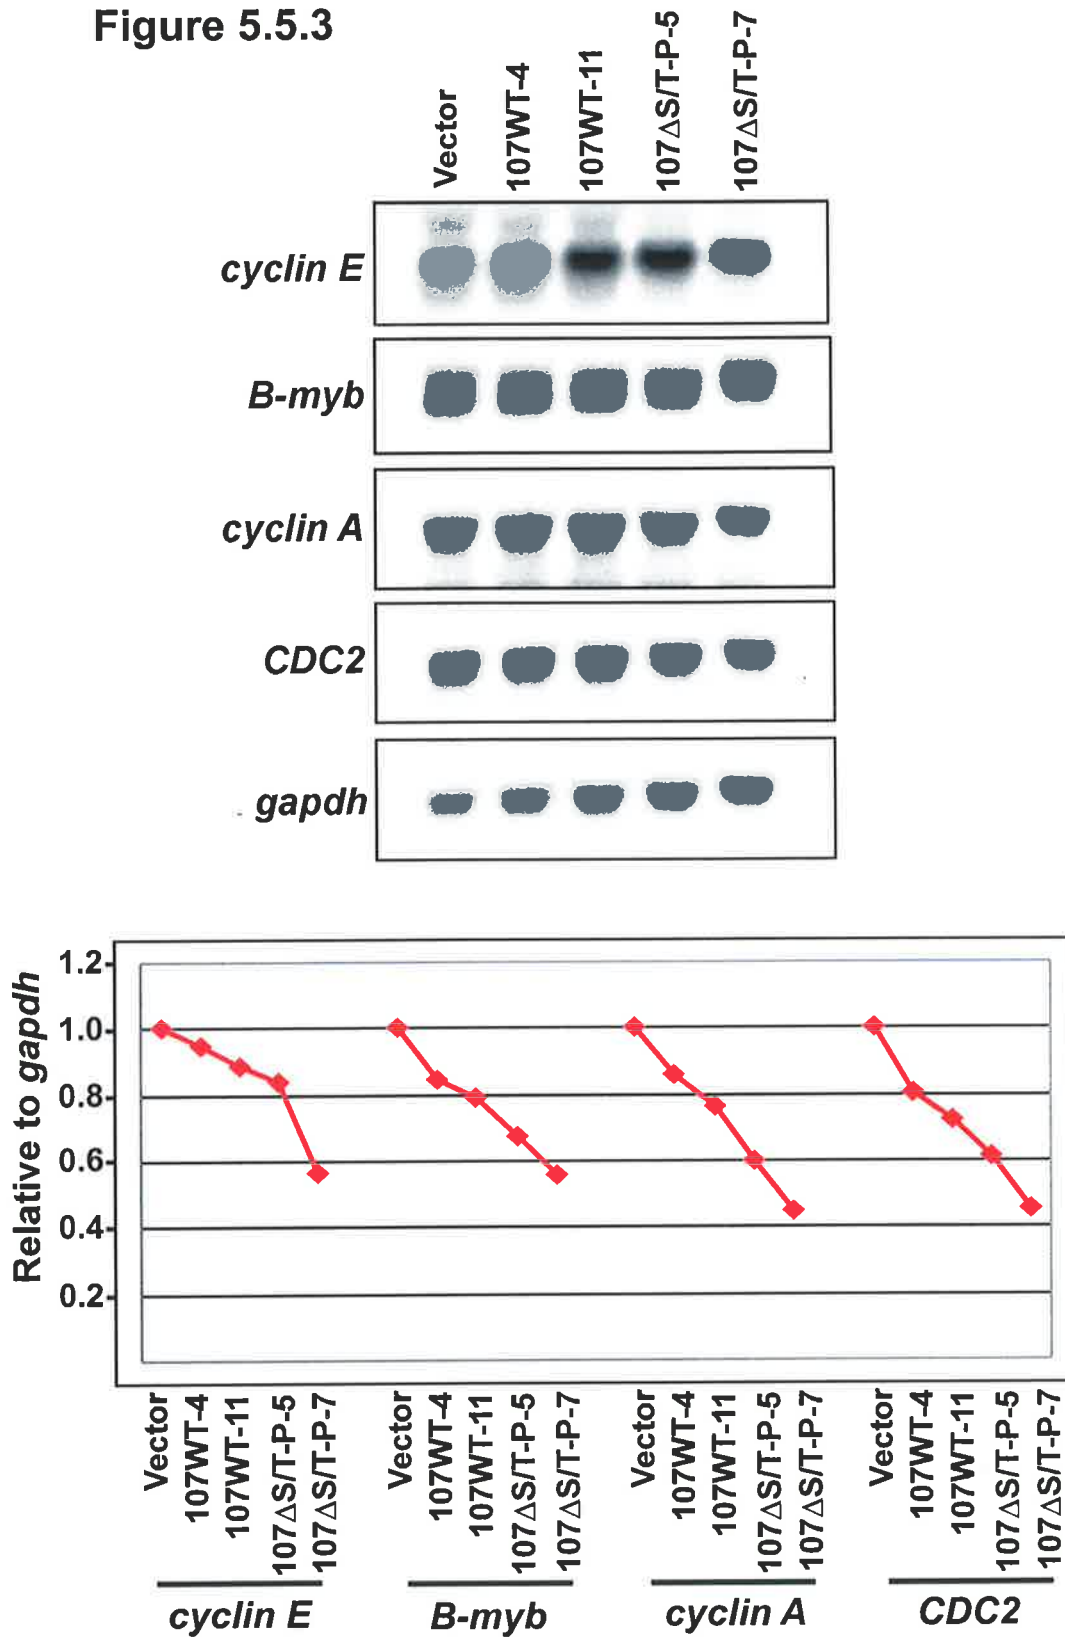 Figure 5.5.3
Vector
107WT-4
107WT-11
107ΔS/T-P-5
107ΔS/T-P-7
cyclin E
B-myb
cyclin A
CDC2
gapdh
Relative to gapdh
1.2
1.0
0.8
0.6
0.4
0.2
Vector
107WT-4
107WT-11
107ΔS/T-P-5
107ΔS/T-P-7
Vector
107WT-4
107WT-11
107ΔS/T-P-5
107ΔS/T-P-7
Vector
107WT-4
107WT-11
107ΔS/T-P-5
107ΔS/T-P-7
Vector
107WT-4
107WT-11
107ΔS/T-P-5
107ΔS/T-P-7
cyclin E
B-myb
cyclin A
CDC2